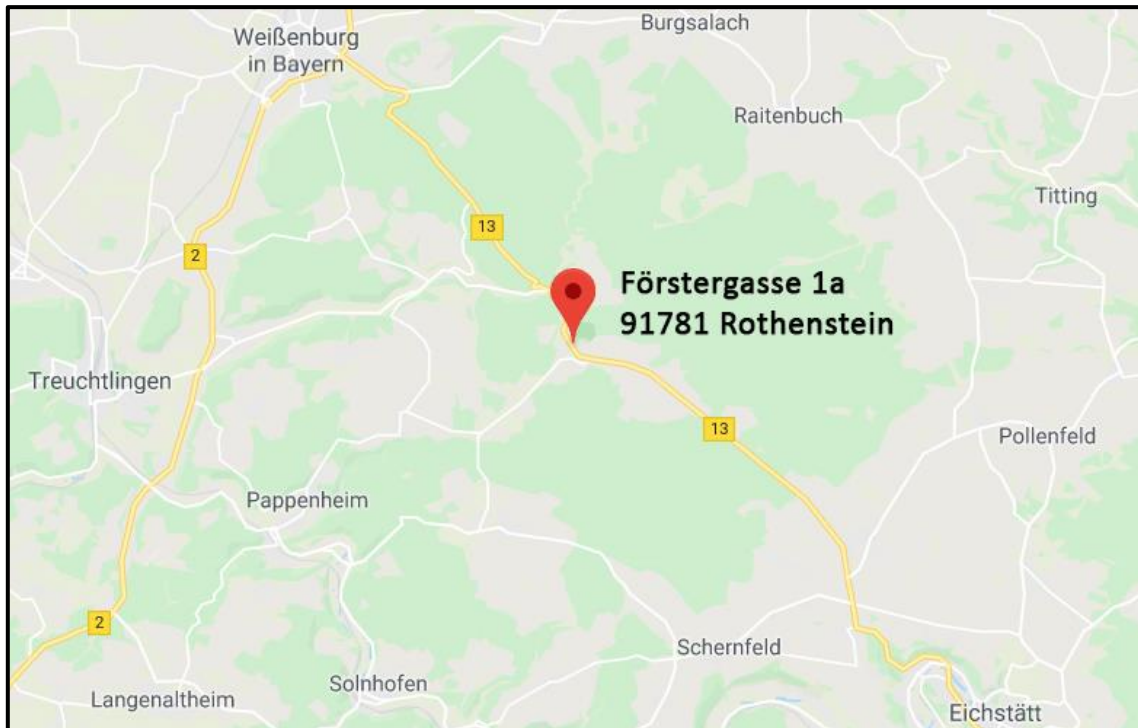 Burgsalach
Weißenburg
in Bayern
Raitenbuch
Titting
13
2
Förstergasse 1a
91781 Rothenstein
Treuchtlingen
13
Pollenfeld
Pappenheim
2
Schernfeld
Solnhofen
Langenaltheim
Eichstätt